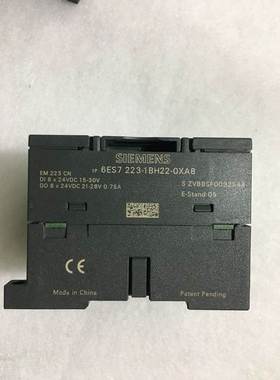 SIEMENS
EM 223 CN
DI 8 x 24VDC 15-30V
DO 8 x 24VDC 21-28V 0.75A
1P 6ES7 223-1BH22-0XA8
E-Stand 05
CE
Made in China
Patent Pending